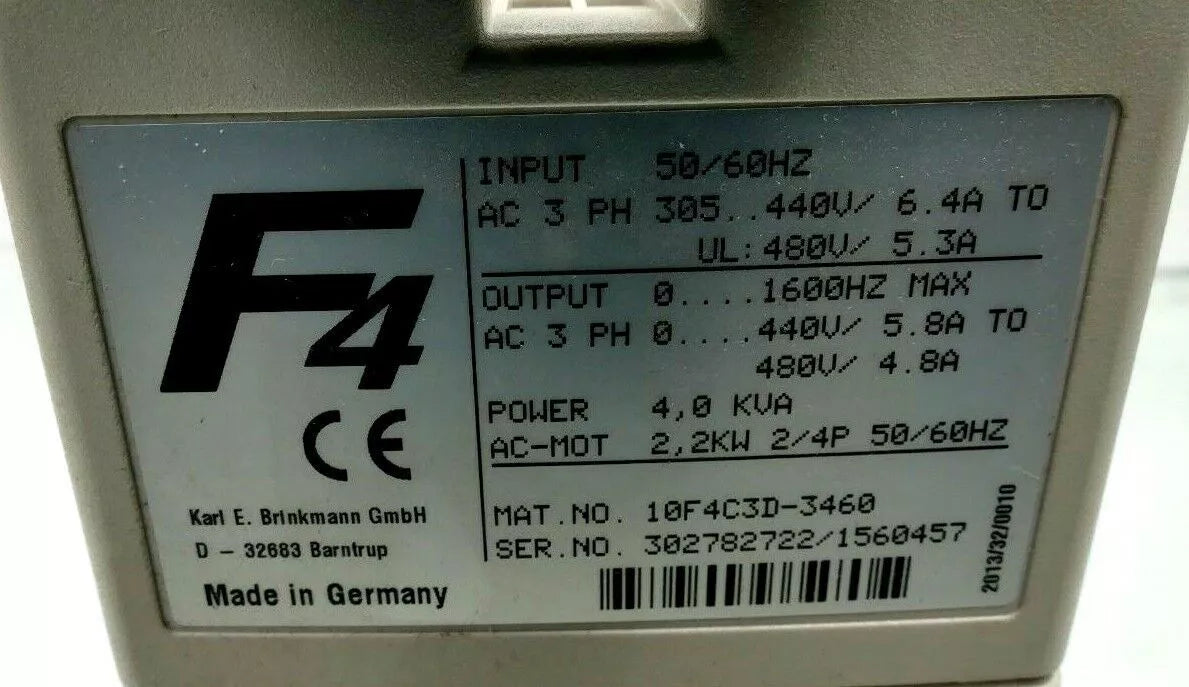 F4
CE
Karl E. Brinkmann GmbH
D - 32683 Barntrup
Made in Germany
INPUT 50/60HZ
AC 3 PH 305..440V/ 6.4A TO
UL:480V/ 5.3A
OUTPUT 0....1600HZ MAX
AC 3 PH 0....440V/ 5.8A TO
480V/ 4.8A
POWER 4,0 KVA
AC-MOT 2,2KW 2/4P 50/60HZ
MAT.NO. 10F4C3D-3460
SER.NO. 302782722/1560457
2013/32/0010